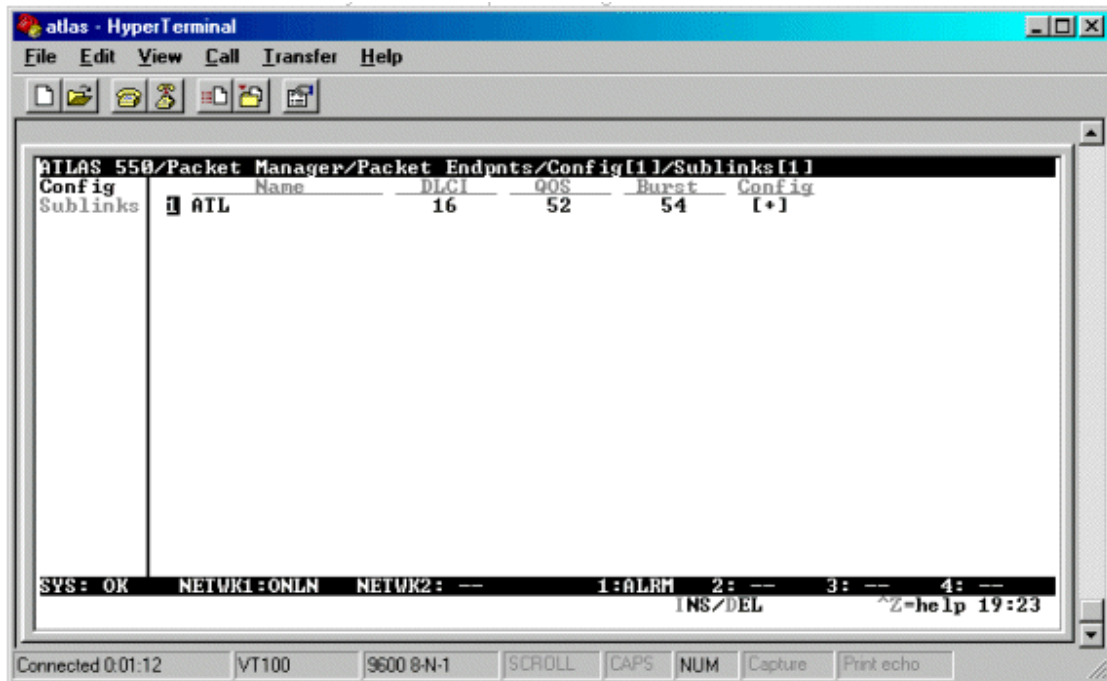 atlas - HyperTerminal
File Edit View Call Transfer Help
ATLAS 550/Packet Manager/Packet Endpnts/Config[1]/Sublinks[1]
Config Name DLCI QOS Burst Config
Sublinks 1 ATL 16 52 54 [+]
SYS: OK NETWK1:ONLN NETWK2: -- 1:ALRM 2: -- 3: -- 4: --
INS/DEL ^Z=help 19:23
Connected 0:01:12 VT100 9600 8-N-1 SCROLL CAPS NUM Capture Print echo